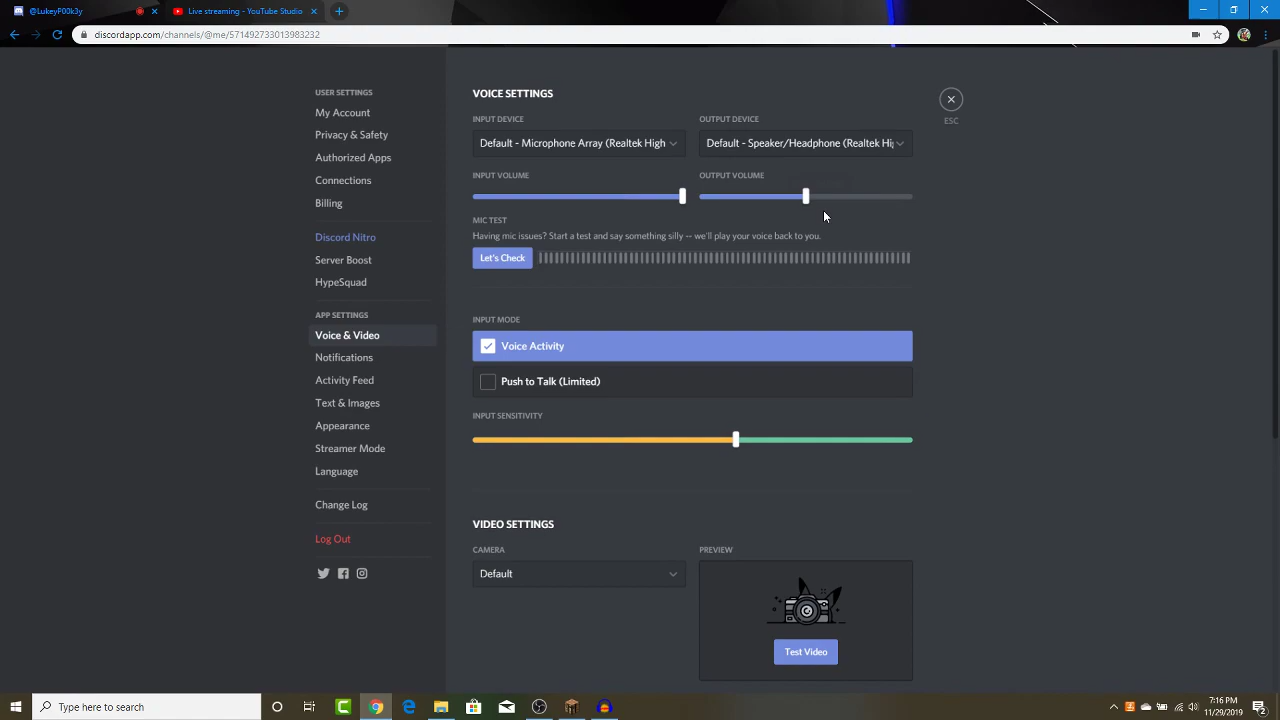 @LukeyF00k3y
Live streaming - YouTube Studio
discordapp.com/channels/@me/571492733013983232
USER SETTINGS
My Account
Privacy & Safety
Authorized Apps
Connections
Billing
Discord Nitro
Server Boost
HypeSquad
APP SETTINGS
Voice & Video
Notifications
Activity Feed
Text & Images
Appearance
Streamer Mode
Language
Change Log
Log Out
VOICE SETTINGS
INPUT DEVICE
OUTPUT DEVICE
Default - Microphone Array (Realtek High
Default - Speaker/Headphone (Realtek Hi
INPUT VOLUME
OUTPUT VOLUME
MIC TEST
Having mic issues? Start a test and say something silly -- we'll play your voice back to you.
Let's Check
INPUT MODE
Voice Activity
Push to Talk (Limited)
INPUT SENSITIVITY
VIDEO SETTINGS
CAMERA
PREVIEW
Default
Test Video
ESC
Type here to search
7:16 PM
11/29/2019